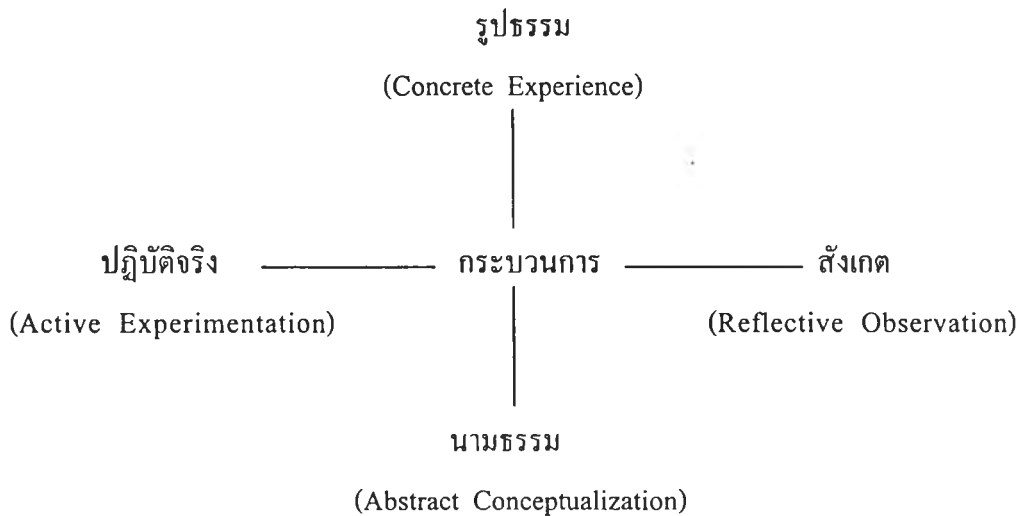 รูปธรรม
(Concrete Experience)
ปฏิบัติจริง กระบวนการ สังเกต
(Active Experimentation) (Reflective Observation)
นามธรรม
(Abstract Conceptualization)